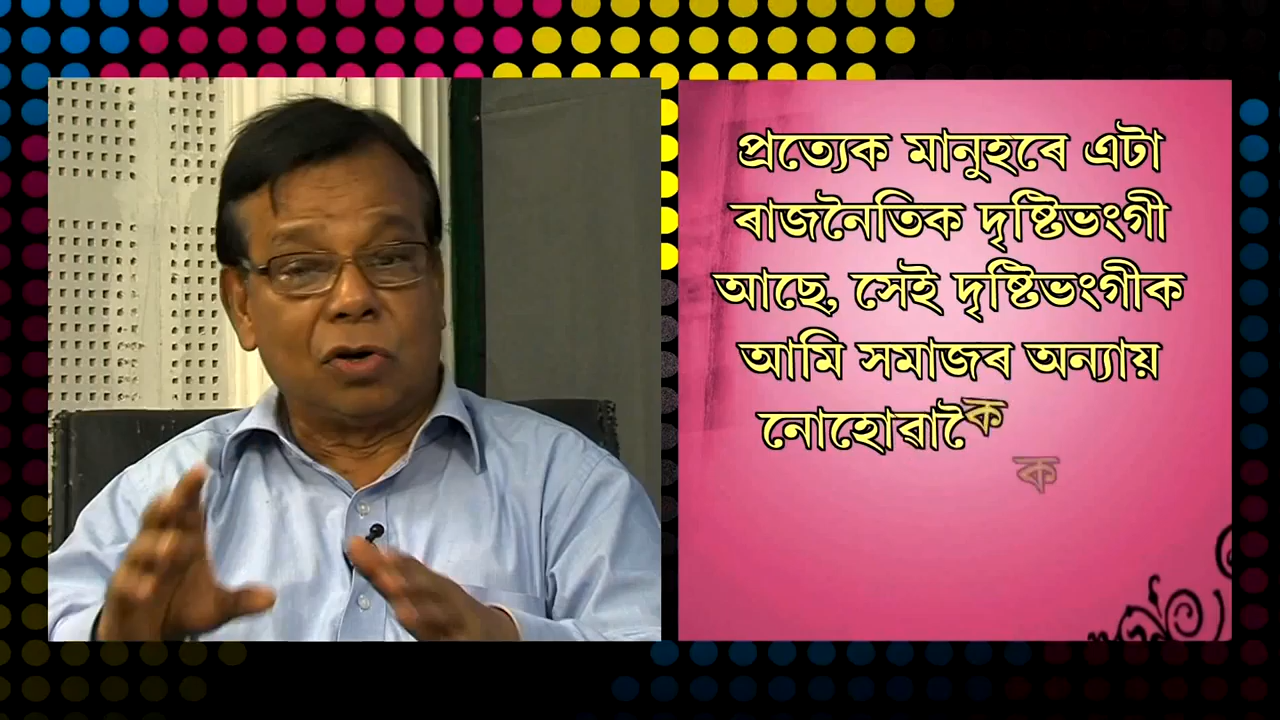 প্ৰত্যেক মানুহৰে এটা
ৰাজনৈতিক দৃষ্টিভংগী
আছে, সেই দৃষ্টিভংগীক
আমি সমাজৰ অন্যায়
নোহোৱাকৈ ক